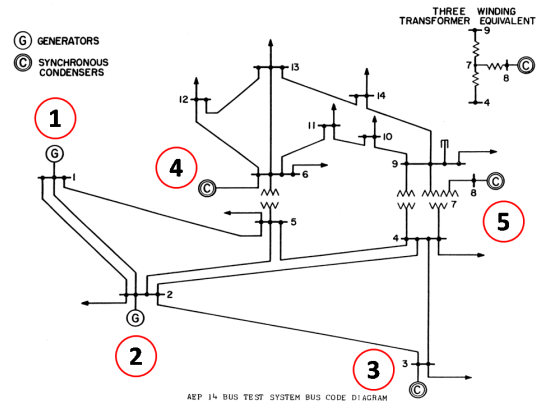 THREE WINDING
TRANSFORMER EQUIVALENT
9
7
8
C
4
G GENERATORS
C SYNCHRONOUS
CONDENSERS
13
14
12
1
11
10
G
4
9
1
C
6
C
8
7
5
5
4
2
G
2
3
3
C
AEP 14 BUS TEST SYSTEM BUS CODE DIAGRAM